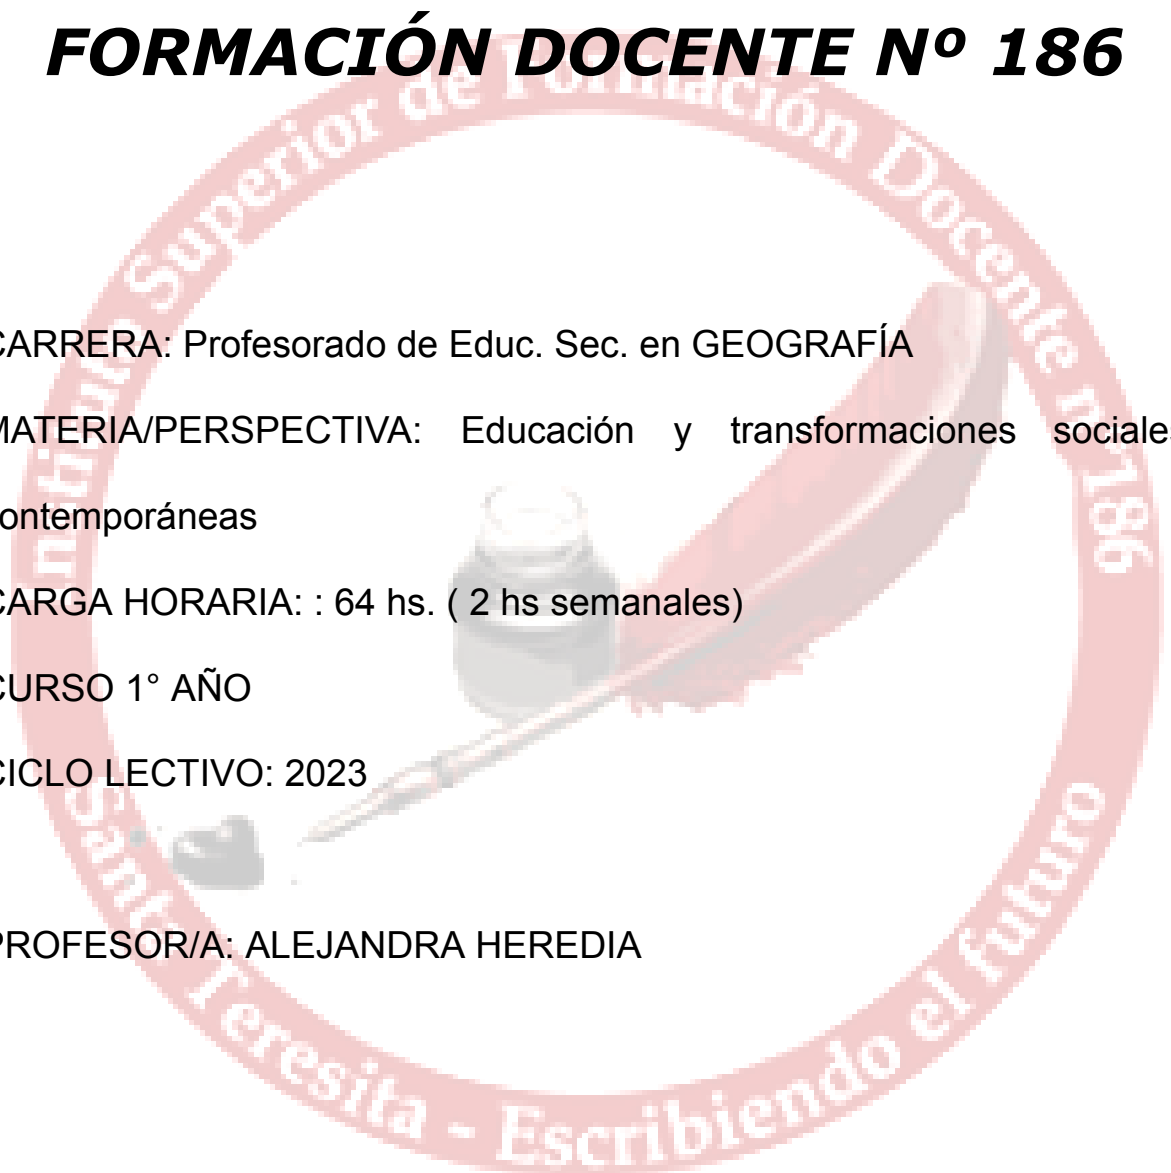 FORMACIÓN DOCENTE Nº 186
CARRERA: Profesorado de Educ. Sec. en GEOGRAFÍA
MATERIA/PERSPECTIVA: Educación y transformaciones sociales
contemporáneas
CARGA HORARIA: : 64 hs. ( 2 hs semanales)
CURSO 1° AÑO
CICLO LECTIVO: 2023
PROFESOR/A: ALEJANDRA HEREDIA
Instituto Superior de Formación Docente nº186
Santa Teresita - Escribiendo el futuro